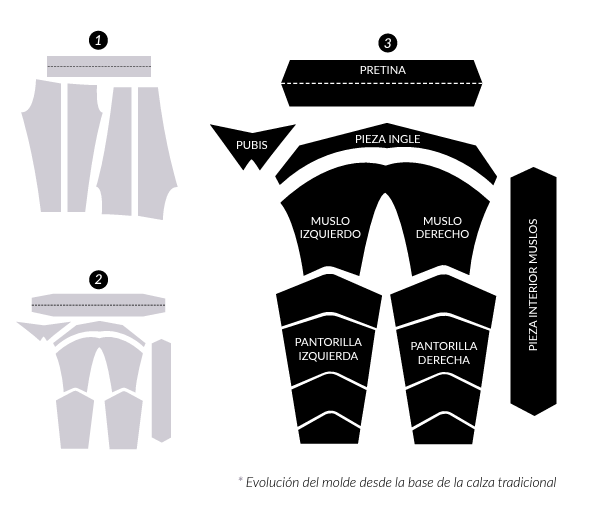 1
3
PRETINA
PUBIS
PIEZA INGLE
MUSLO
IZQUIERDO
MUSLO
DERECHO
PIEZA INTERIOR MUSLOS
2
PANTORILLA
IZQUIERDA
PANTORILLA
DERECHA
* Evolución del molde desde la base de la calza tradicional